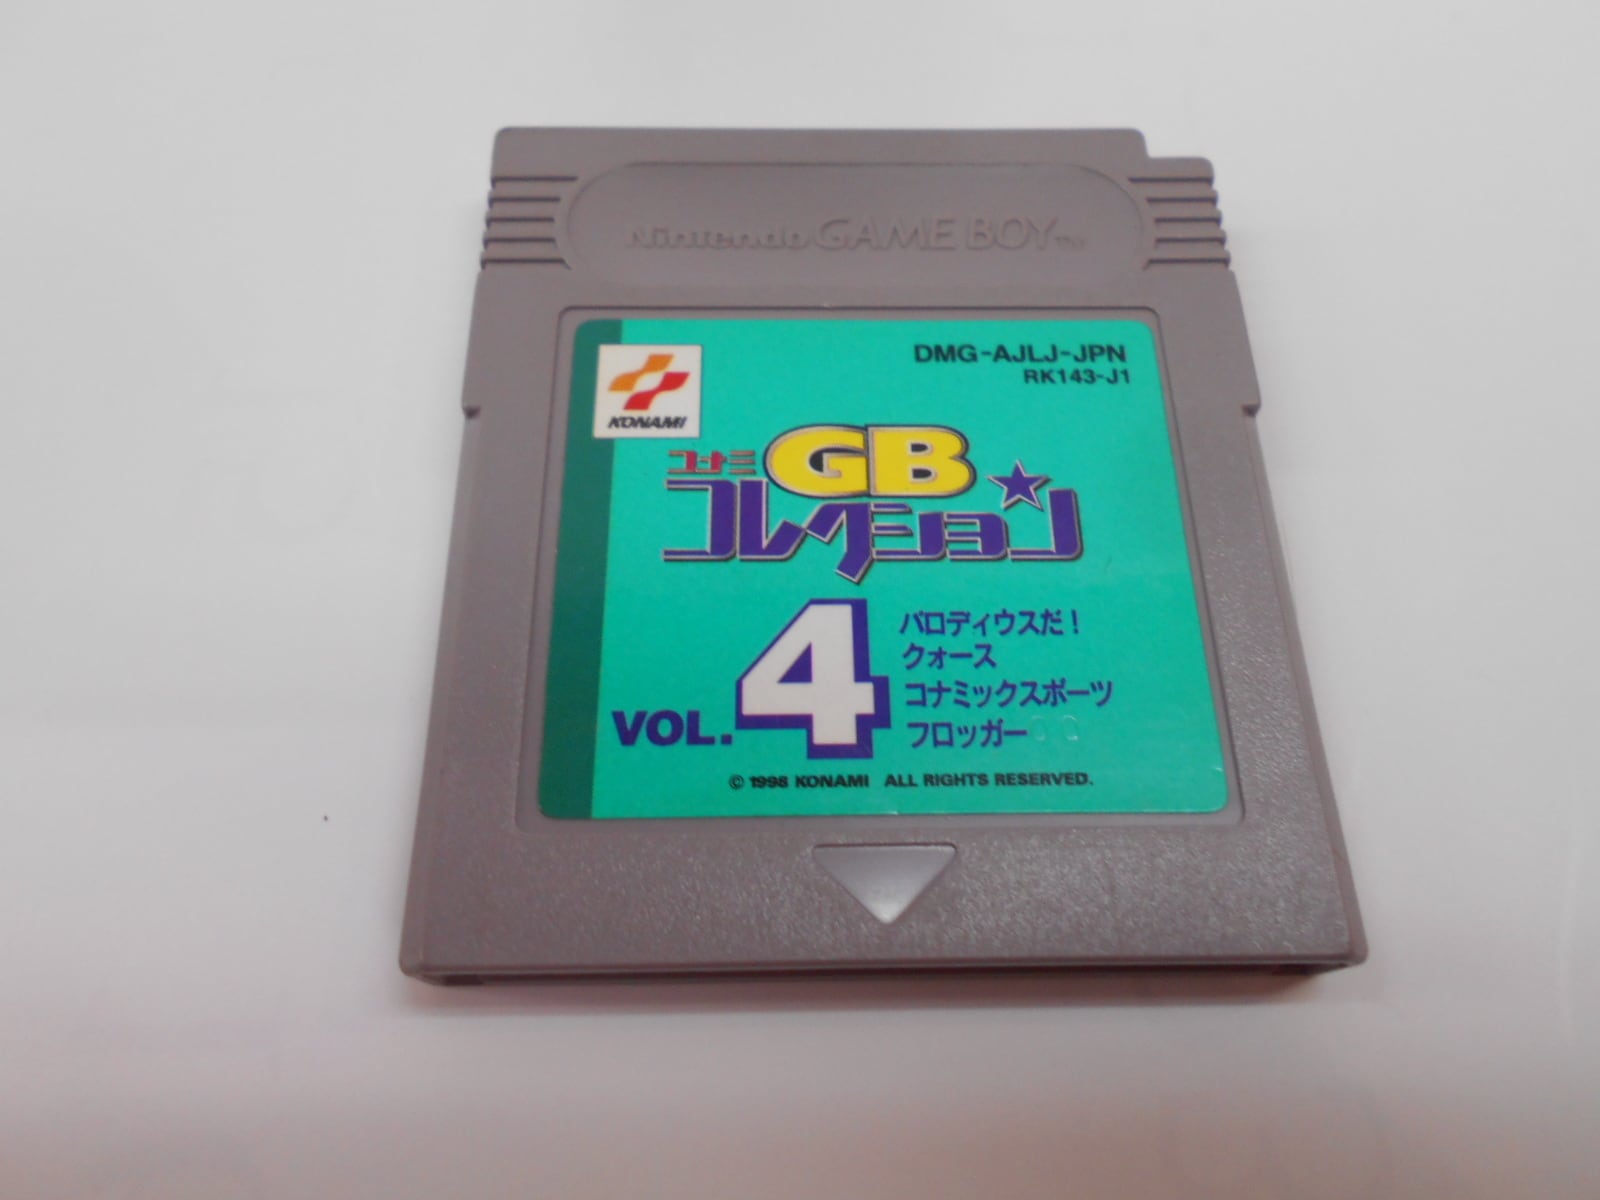 Nintendo GAME BOY™
KONAMI
DMG-AJLJ-JPN
RK143-J1
コナミ GB
コレクション
VOL.4
パロディウスだ!
クォース
コナミックスポーツ
フロッガー
© 1998 KONAMI ALL RIGHTS RESERVED.